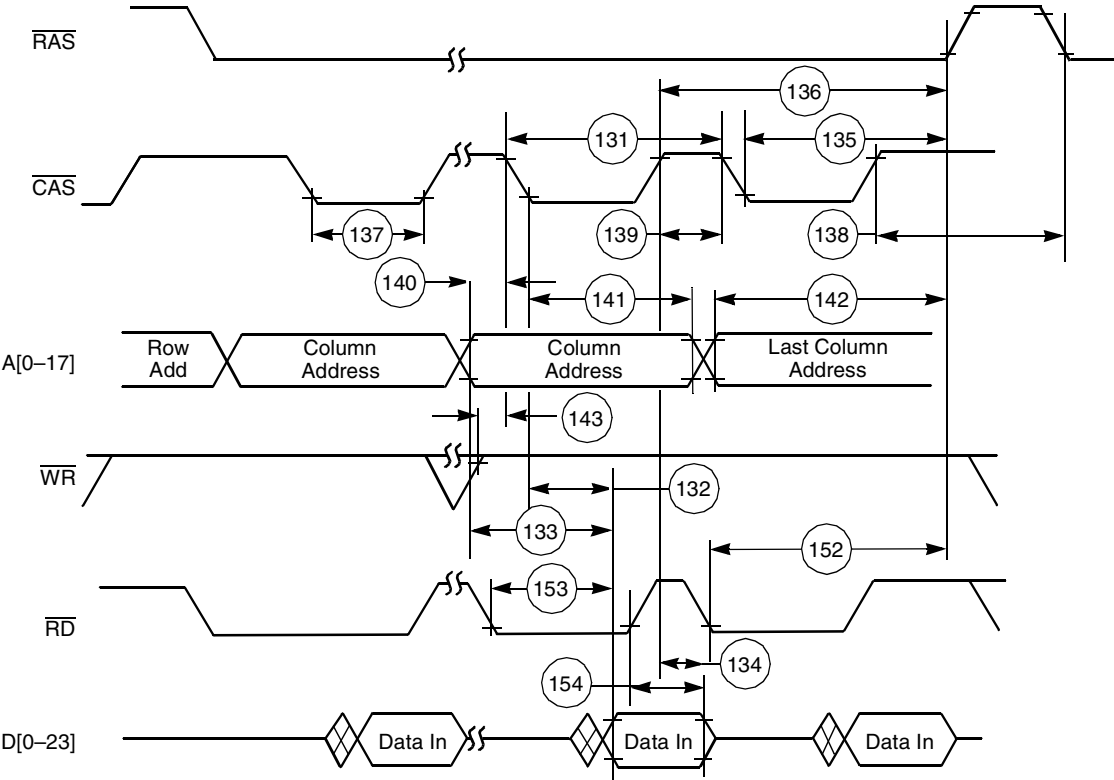 RAS
136
131
135
CAS
137
139
138
140
141
142
A[0–17]
Row
Add
Column
Address
Column
Address
Last Column
Address
143
WR
132
133
152
153
RD
134
154
D[0–23]
Data In
Data In
Data In